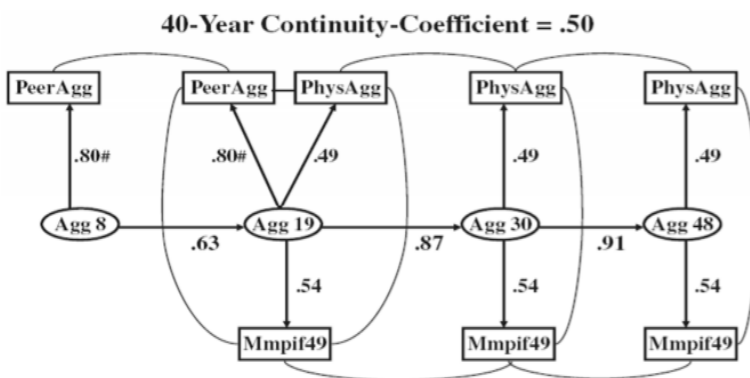 40-Year Continuity-Coefficient = .50
PeerAgg PeerAgg PhysAgg PhysAgg PhysAgg
.80# .80# .49 .49 .49
Agg 8 Agg 19 Agg 30 Agg 48
.63 .87 .91
.54 .54 .54
Mmpif49 Mmpif49 Mmpif49